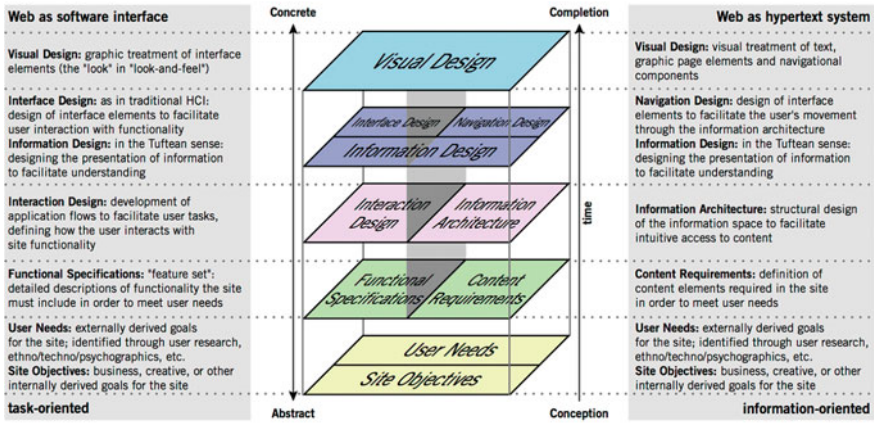 Web as software interface
Visual Design: graphic treatment of interface
elements (the "look" in "look-and-feel")
Interface Design: as in traditional HCI:
design of interface elements to facilitate
user interaction with functionality
Information Design: in the Tuftean sense:
designing the presentation of information
to facilitate understanding
Interaction Design: development of
application flows to facilitate user tasks,
defining how the user interacts with
site functionality
Functional Specifications: "feature set":
detailed descriptions of functionality the site
must include in order to meet user needs
User Needs: externally derived goals
for the site; identified through user research,
ethno/techno/psychographics, etc.
Site Objectives: business, creative, or other
internally derived goals for the site
task-oriented
Concrete
Completion
Visual Design
Interface Design
Navigation Design
Information Design
Interaction
Design
Information
Architecture
Functional
Specifications
Content
Requirements
User Needs
Site Objectives
time
Abstract
Conception
Web as hypertext system
Visual Design: visual treatment of text,
graphic page elements and navigational
components
Navigation Design: design of interface
elements to facilitate the user's movement
through the information architecture
Information Design: in the Tuftean sense:
designing the presentation of information
to facilitate understanding
Information Architecture: structural design
of the information space to facilitate
intuitive access to content
Content Requirements: definition of
content elements required in the site
in order to meet user needs
User Needs: externally derived goals
for the site; identified through user research,
ethno/techno/psychographics, etc.
Site Objectives: business, creative, or other
internally derived goals for the site
information-oriented